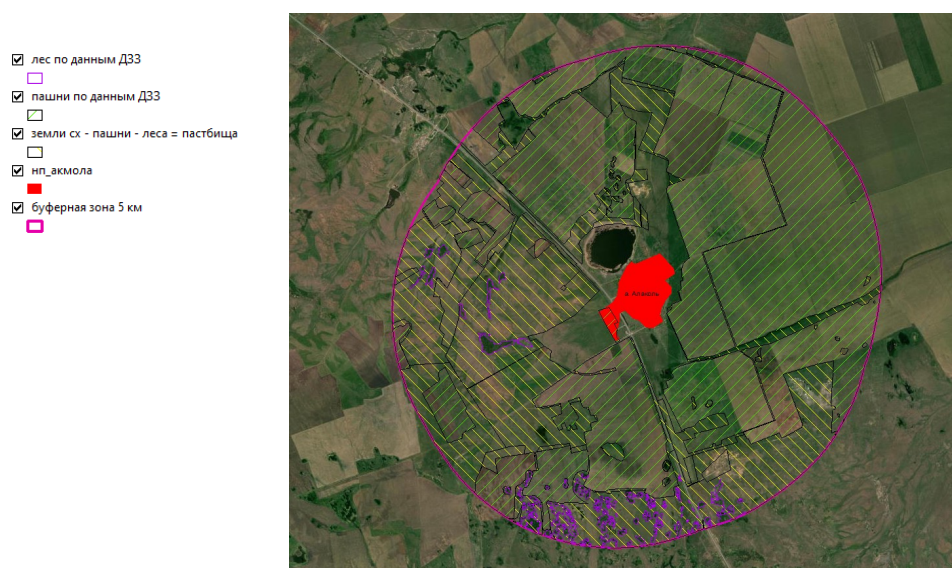 лес по данным ДЗЗ
пашни по данным ДЗЗ
земли сх - пашни - леса = пастбища
нп_акмола
буферная зона 5 км